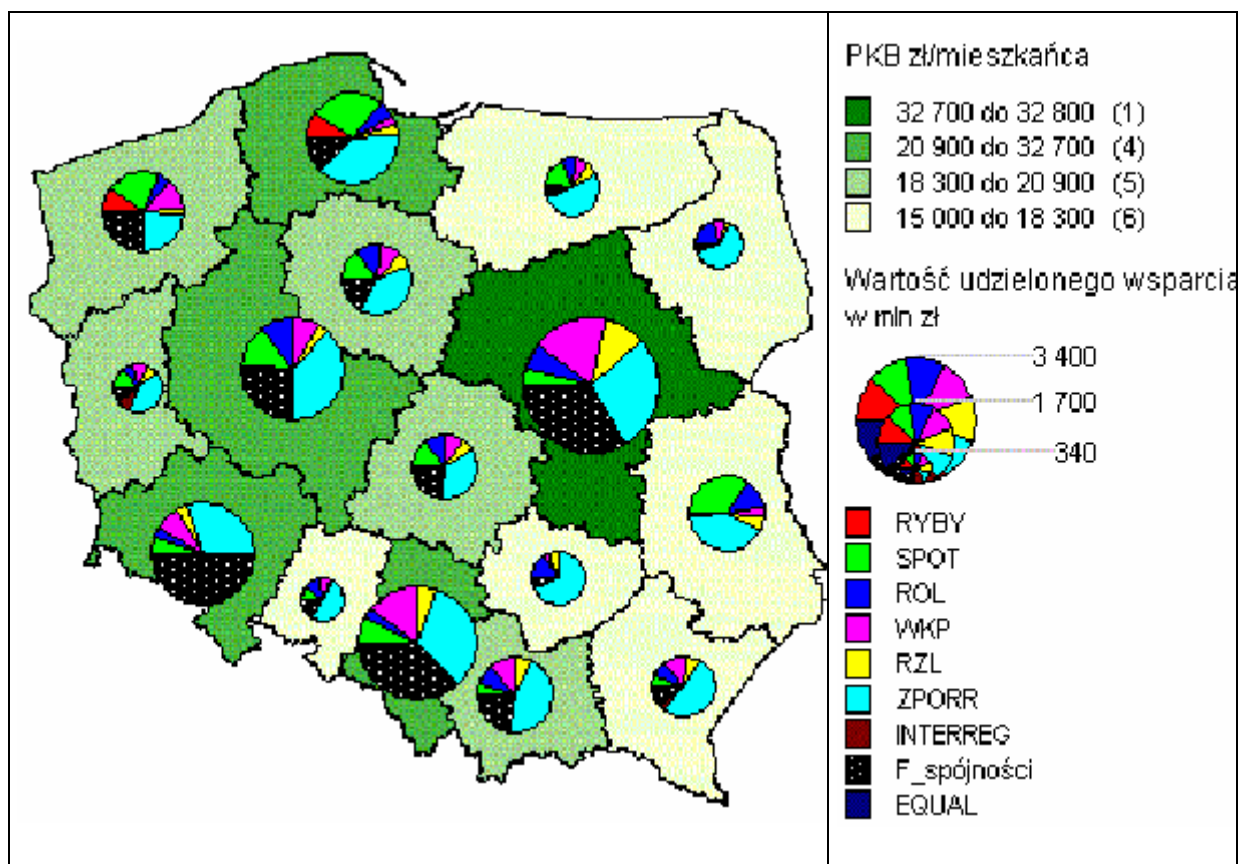 PKB zł/mieszkańca
32 700 do 32 800 (1)
20 900 do 32 700 (4)
18 300 do 20 900 (5)
15 000 do 18 300 (6)
Wartość udzielonego wsparcia
w mln zł
3 400
1 700
340
RYBY
SPOT
ROL
WKP
RZL
ZPORR
INTERREG
F_spójności
EQUAL